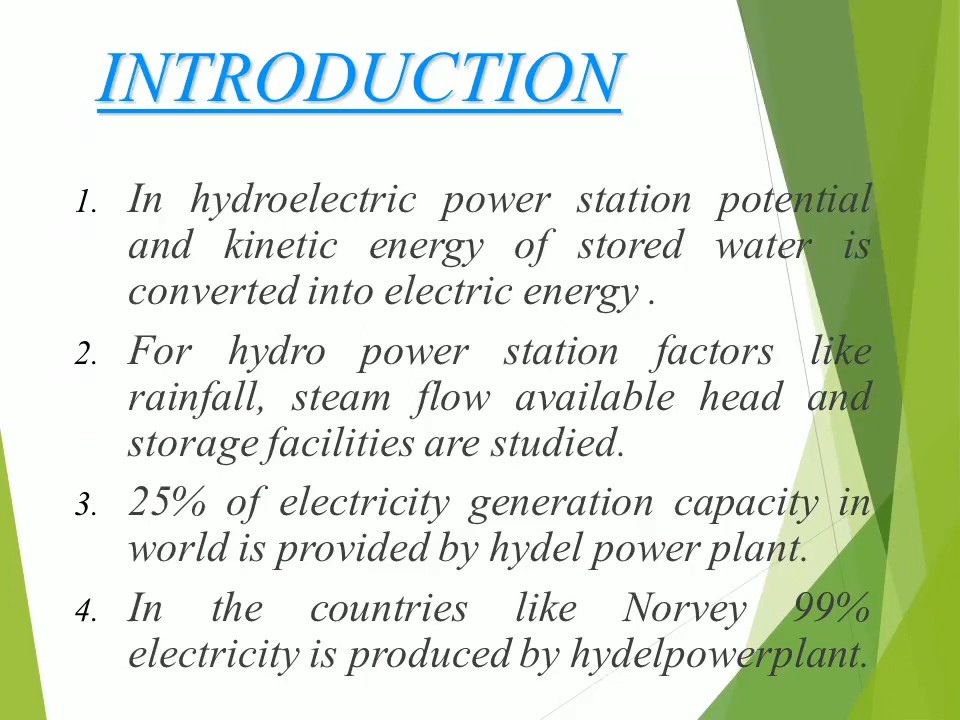 INTRODUCTION
1. In hydroelectric power station potential
and kinetic energy of stored water is
converted into electric energy .
2. For hydro power station factors like
rainfall, steam flow available head and
storage facilities are studied.
3. 25% of electricity generation capacity in
world is provided by hydel power plant.
4. In the countries like Norvey 99%
electricity is produced by hydelpowerplant.